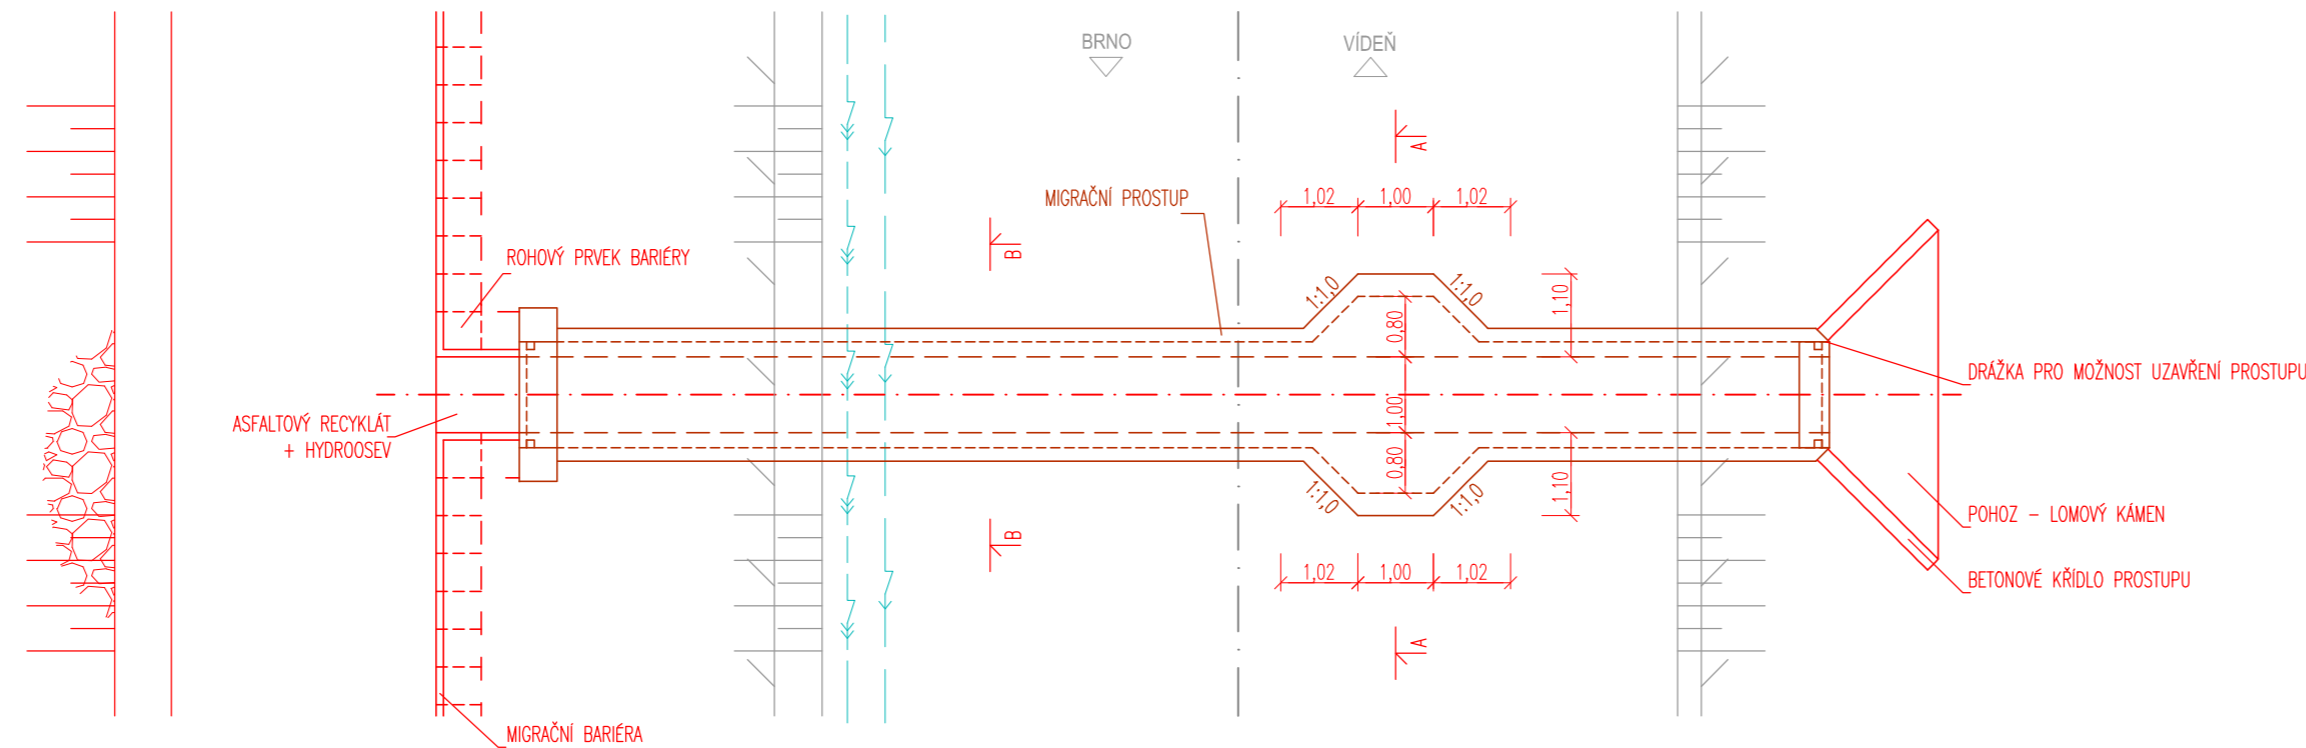 BRNO
VÍDEŇ
A
MIGRAČNÍ PROSTUP
1,02
1,00
1,02
B
ROHOVÝ PRVEK BARIÉRY
1:1,0
1:1,0
1,10
0,80
DRÁŽKA PRO MOŽNOST UZAVŘENÍ PROSTUPU
ASFALTOVÝ RECYKLÁT
+ HYDROOSEV
1,00
0,80
1:1,0
1:1,0
1,10
POHOZ – LOMOVÝ KÁMEN
B
1,02
1,00
1,02
BETONOVÉ KŘÍDLO PROSTUPU
A
MIGRAČNÍ BARIÉRA